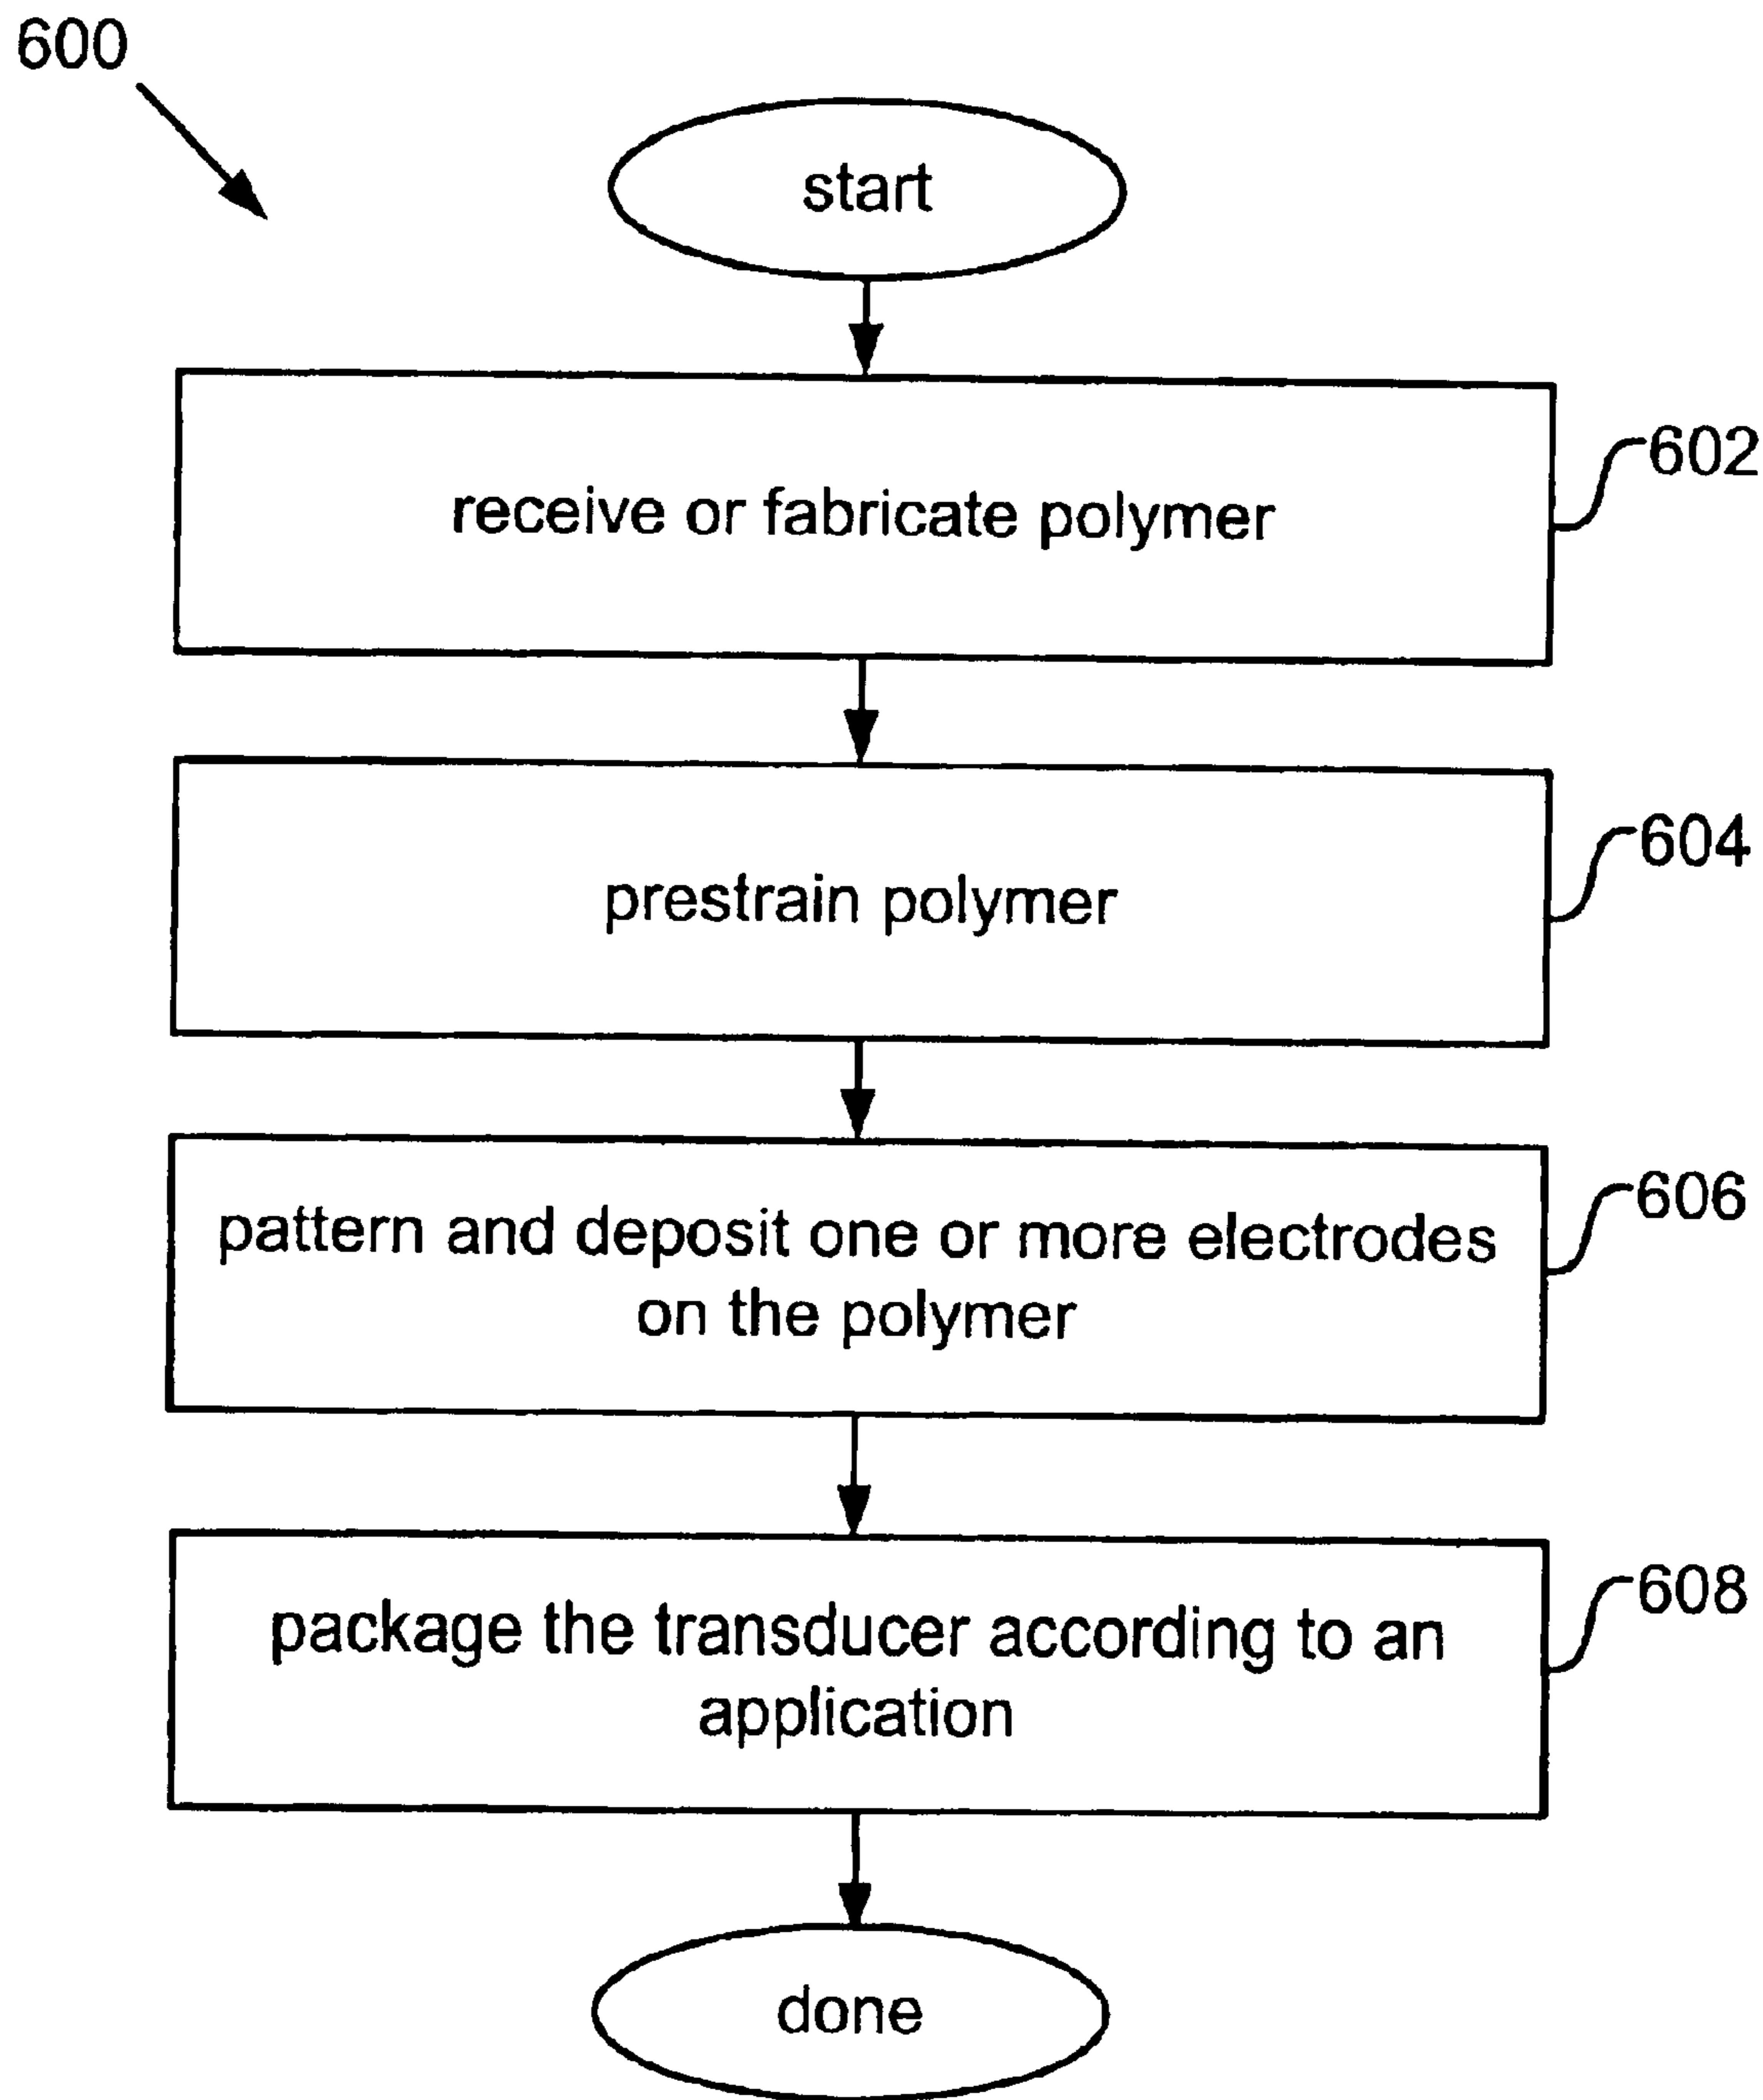 600
start
receive or fabricate polymer
602
prestrain polymer
604
pattern and deposit one or more electrodes
on the polymer
606
package the transducer according to an
application
608
done